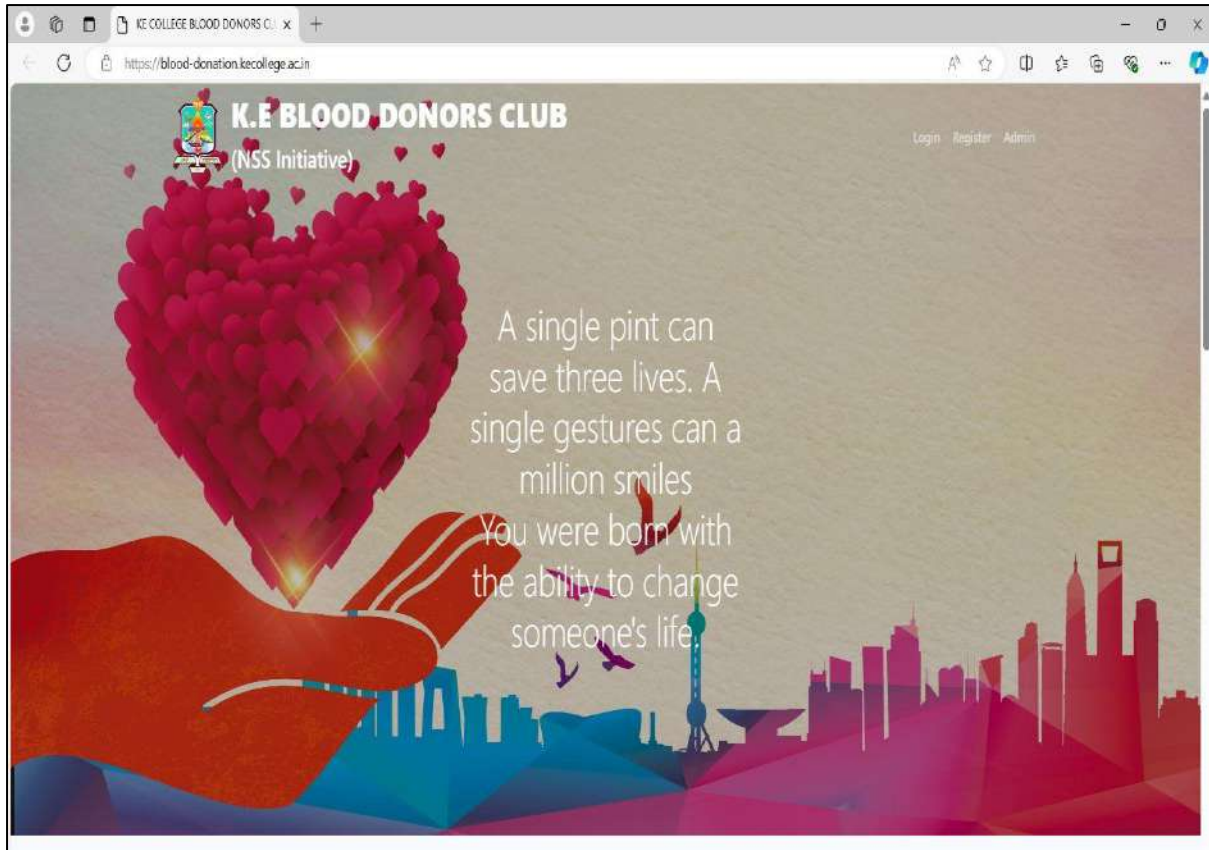 KE COLLEGE BLOOD DONORS CL
https://blood-donation.kecollege.ac.in
K.E BLOOD DONORS CLUB
(NSS Initiative)
Login Register Admin
A single pint can
save three lives. A
single gestures can a
million smiles
You were born with
the ability to change
someone's life.